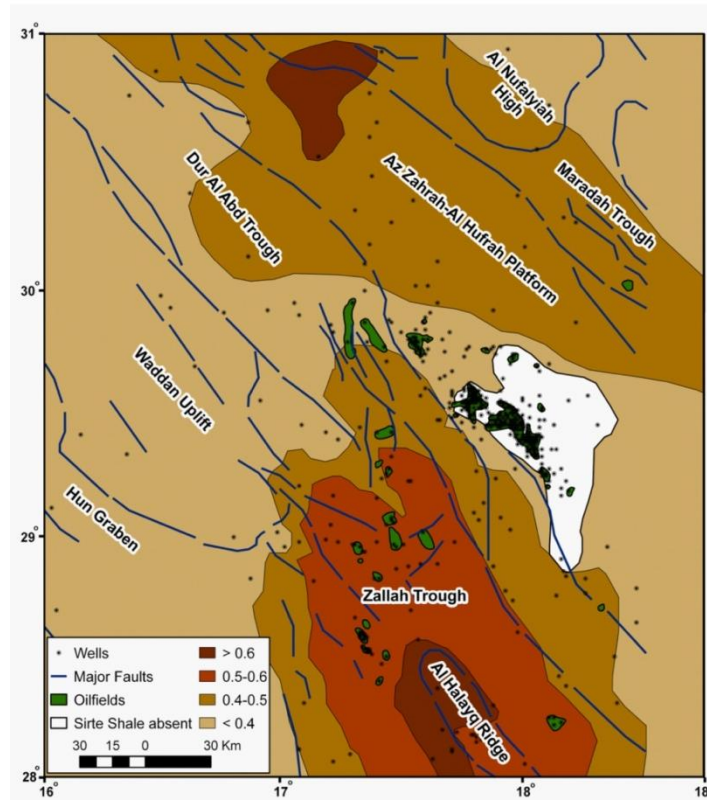 31°
30°
29°
28°
16°
17°
18°
Al Nufalyiah
High
Maradah Trough
Az Zahrah-Al Hufrah Platform
Dur Al Abd Trough
Waddan Uplift
Hun Graben
Zallah Trough
Al Halayq Ridge
Wells
Major Faults
Oilfields
Sirte Shale absent
> 0.6
0.5-0.6
0.4-0.5
< 0.4
30 15 0 30 Km